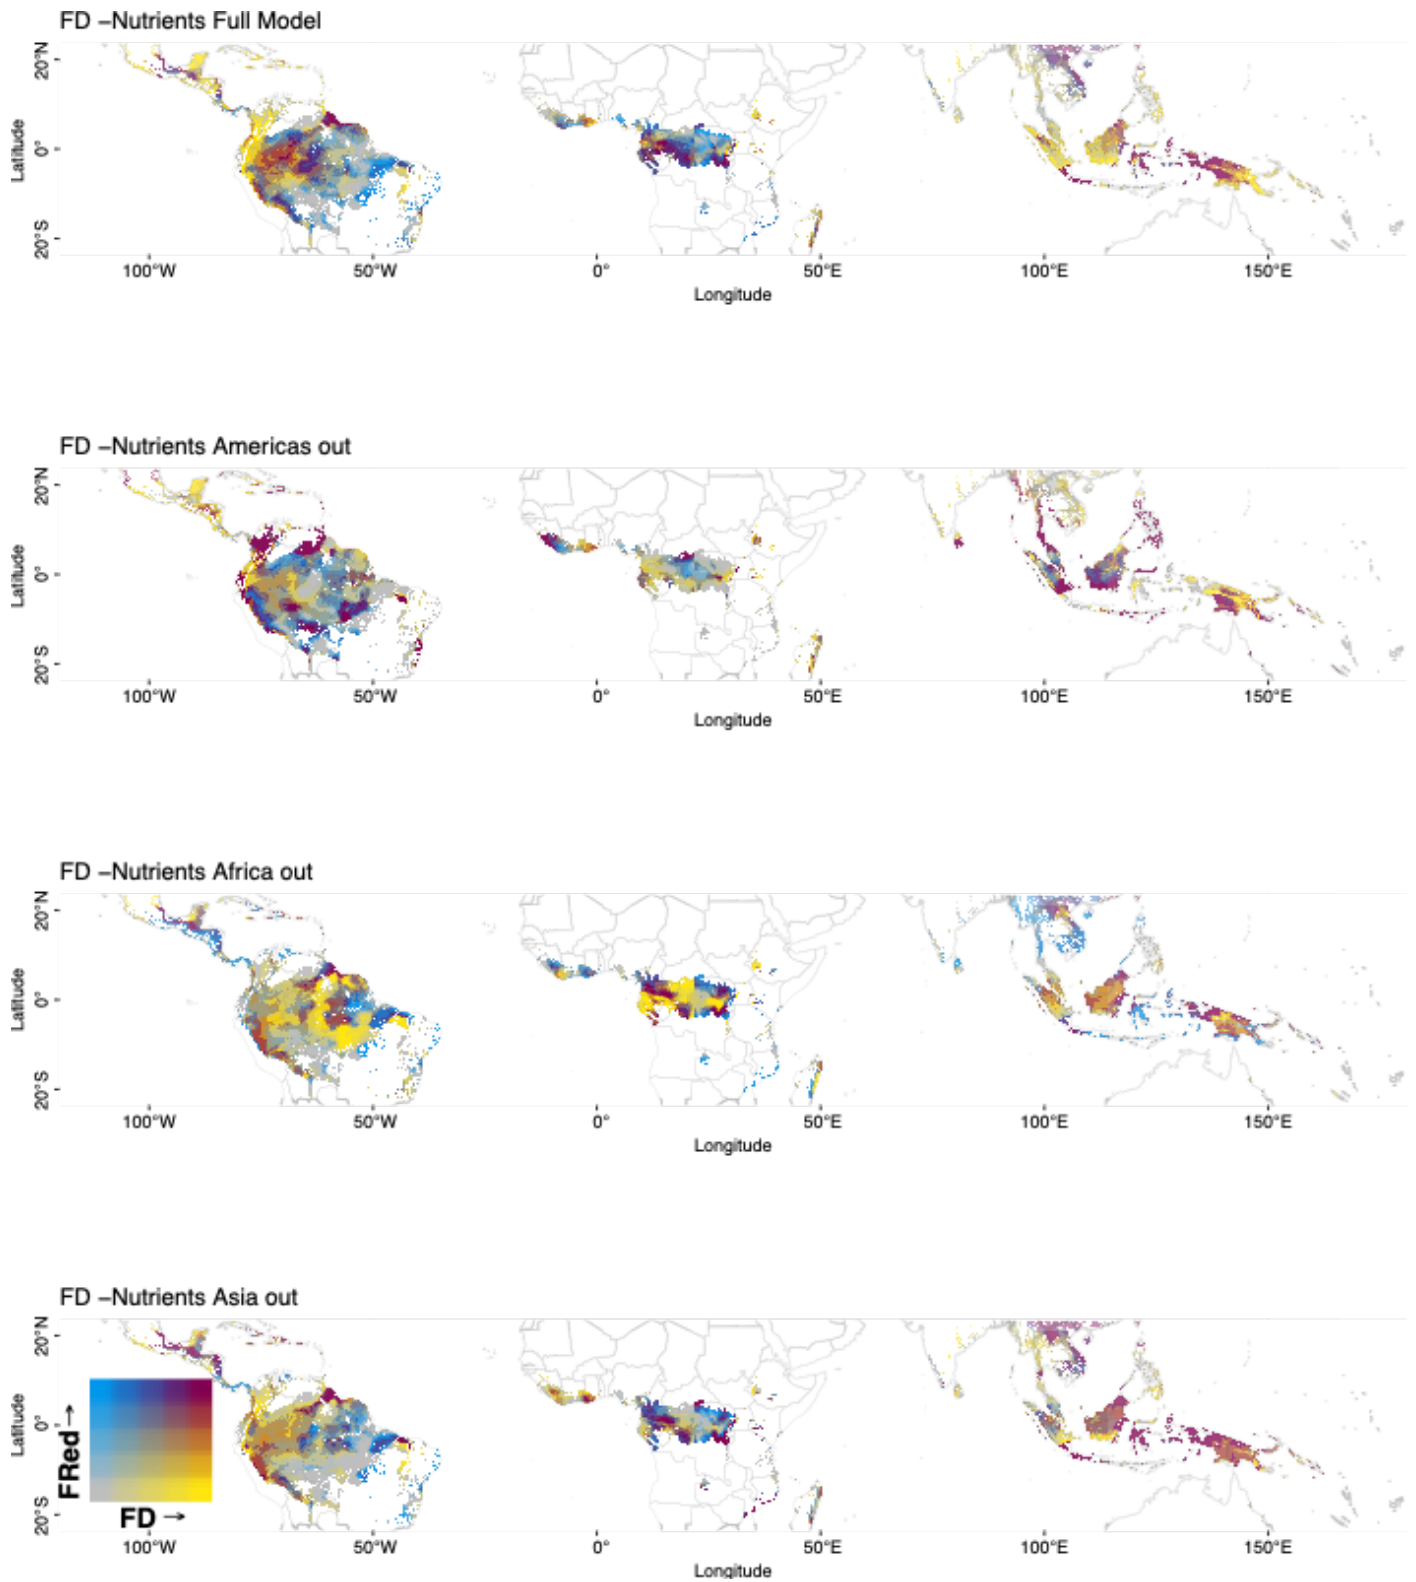 FD –Nutrients Full Model
20°N
0°
20°S
Latitude
100°W 50°W 0° 50°E 100°E 150°E
Longitude
FD –Nutrients Americas out
20°N
0°
20°S
Latitude
100°W 50°W 0° 50°E 100°E 150°E
Longitude
FD –Nutrients Africa out
20°N
0°
20°S
Latitude
100°W 50°W 0° 50°E 100°E 150°E
Longitude
FD –Nutrients Asia out
20°N
0°
20°S
Latitude
FRed→
FD →
100°W 50°W 0° 50°E 100°E 150°E
Longitude